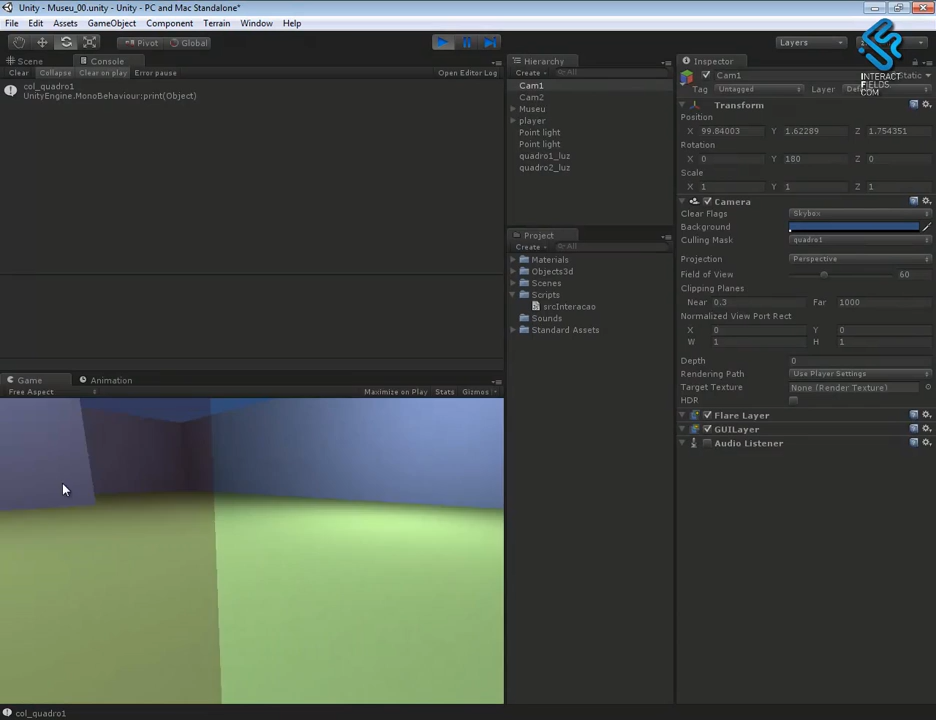 Unity - Museu_00.unity - Unity - PC and Mac Standalone*
File Edit Assets GameObject Component Terrain Window Help
Pivot Global Layers
Scene Console
Clear Collapse Clear on play Error pause Open Editor Log
col_quadro1
UnityEngine.MonoBehaviour:print(Object)
Game Animation
Free Aspect Maximize on Play Stats Gizmos
col_quadro1
Hierarchy
Create All
Cam1
Cam2
Museu
player
Point light
Point light
quadro1_luz
quadro2_luz
Project
Create All
Materials
Objects3d
Scenes
Scripts
srcInteracao
Sounds
Standard Assets
Inspector
Cam1 Static
Tag Untagged Layer
INTERACT
FIELDS
.COM
Transform
Position
X 99.84003 Y 1.62289 Z 1.754351
Rotation
X 0 Y 180 Z 0
Scale
X 1 Y 1 Z 1
Camera
Clear Flags Skybox
Background
Culling Mask quadro1
Projection Perspective
Field of View 60
Clipping Planes
Near 0.3 Far 1000
Normalized View Port Rect
X 0 Y 0
W 1 H 1
Depth 0
Rendering Path Use Player Settings
Target Texture None (Render Texture)
HDR
Flare Layer
GUILayer
Audio Listener